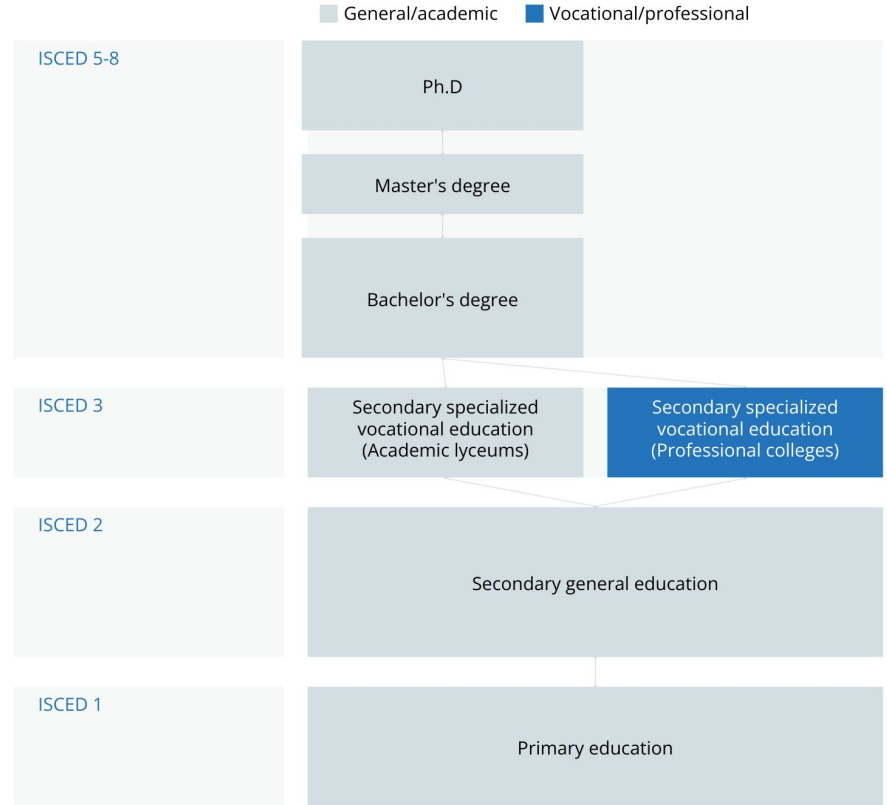 General/academic
Vocational/professional
ISCED 5-8
Ph.D
Master's degree
Bachelor's degree
ISCED 3
Secondary specialized
vocational education
(Academic lyceums)
Secondary specialized
vocational education
(Professional colleges)
ISCED 2
Secondary general education
ISCED 1
Primary education